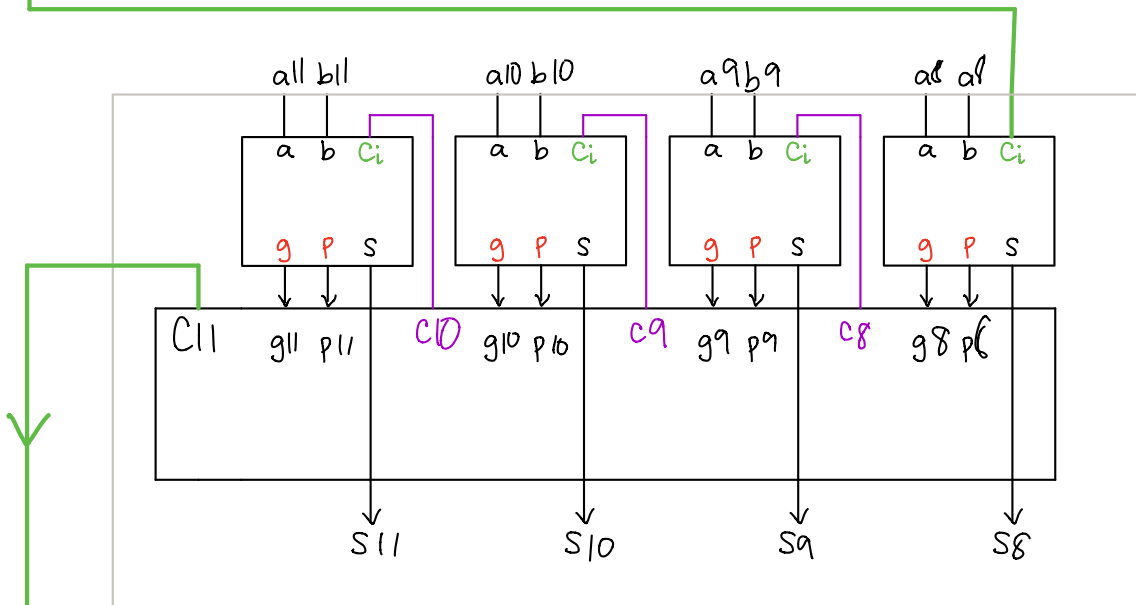 a11 b11 a10 b10 a9 b9 a8 a8
a b Ci a b Ci a b Ci a b Ci
g p s g p s g p s g p s
C11 g11 p11 C10 g10 p10 C9 g9 p9 C8 g8 p8
S11 S10 S9 S8